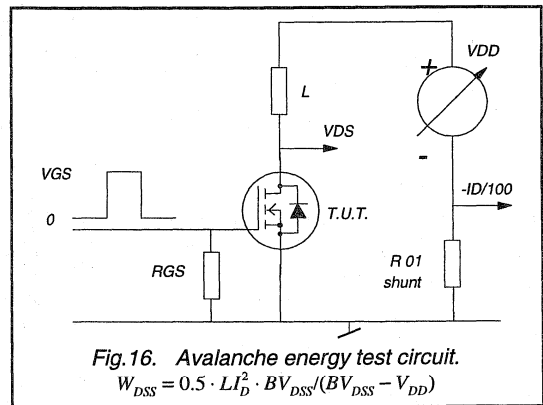 VDD
+
L
VDS
-
VGS
-ID/100
0
T.U.T.
RGS
R 01
shunt
Fig.16. Avalanche energy test circuit.
W_DSS = 0.5 · LI_D^2 · BV_DSS/(BV_DSS − V_DD)